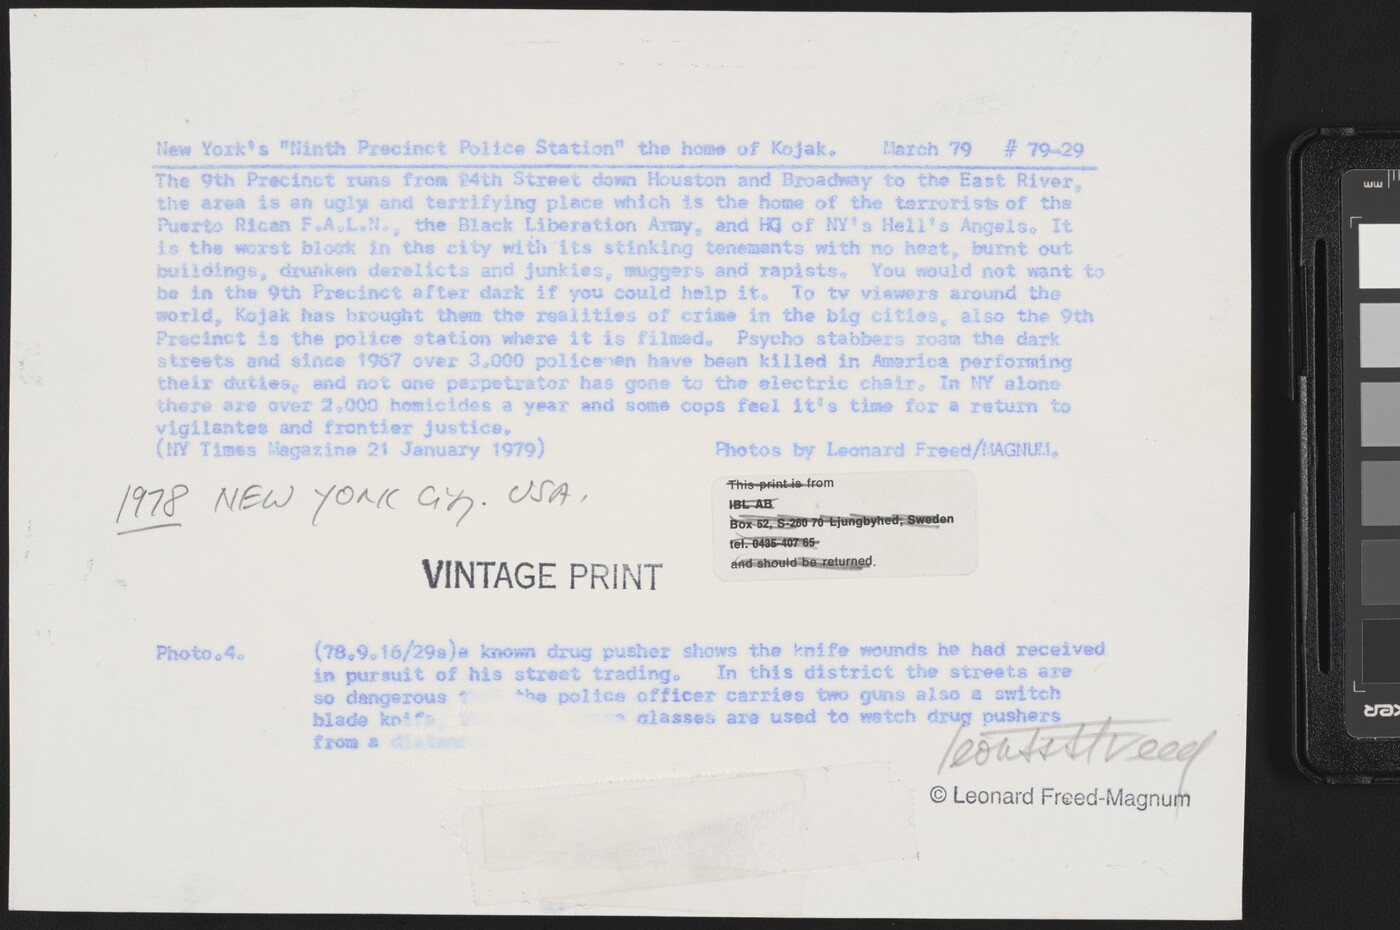 New York's "Ninth Precinct Police Station" the home of Kojak. March 79 # 79-29
The 9th Precinct runs from 14th Street down Houston and Broadway to the East River,
the area is an ugly and terrifying place which is the home of the terrorists of the
Puerto Rican F.A.L.N., the Black Liberation Army, and HQ of NY's Hell's Angels. It
is the worst block in the city with its stinking tenements with no heat, burnt out
buildings, drunken derelicts and junkies, muggers and rapists. You would not want to
be in the 9th Precinct after dark if you could help it. To tv viewers around the
world, Kojak has brought them the realities of crime in the big cities, also the 9th
Precinct is the police station where it is filmed. Psycho stabbers roam the dark
streets and since 1967 over 3,000 policemen have been killed in America performing
their duties, and not one perpetrator has gone to the electric chair. In NY alone
there are over 2,000 homicides a year and some cops feel it's time for a return to
vigilantes and frontier justice.
(NY Times Magazine 21 January 1979) Photos by Leonard Freed/MAGNUM.
1978 NEW YORK City. USA.
This print is from
IBL AB
Box 52, S-260 70 Ljungbyhed, Sweden
tel. 0435-407 65
and should be returned.
VINTAGE PRINT
Photo.4. (78.9.16/29a)a known drug pusher shows the knife wounds he had received
in pursuit of his street trading. In this district the streets are
so dangerous the police officer carries two guns also a switch
blade knife, glasses are used to watch drug pushers
from a
Leonard Freed
© Leonard Freed-Magnum